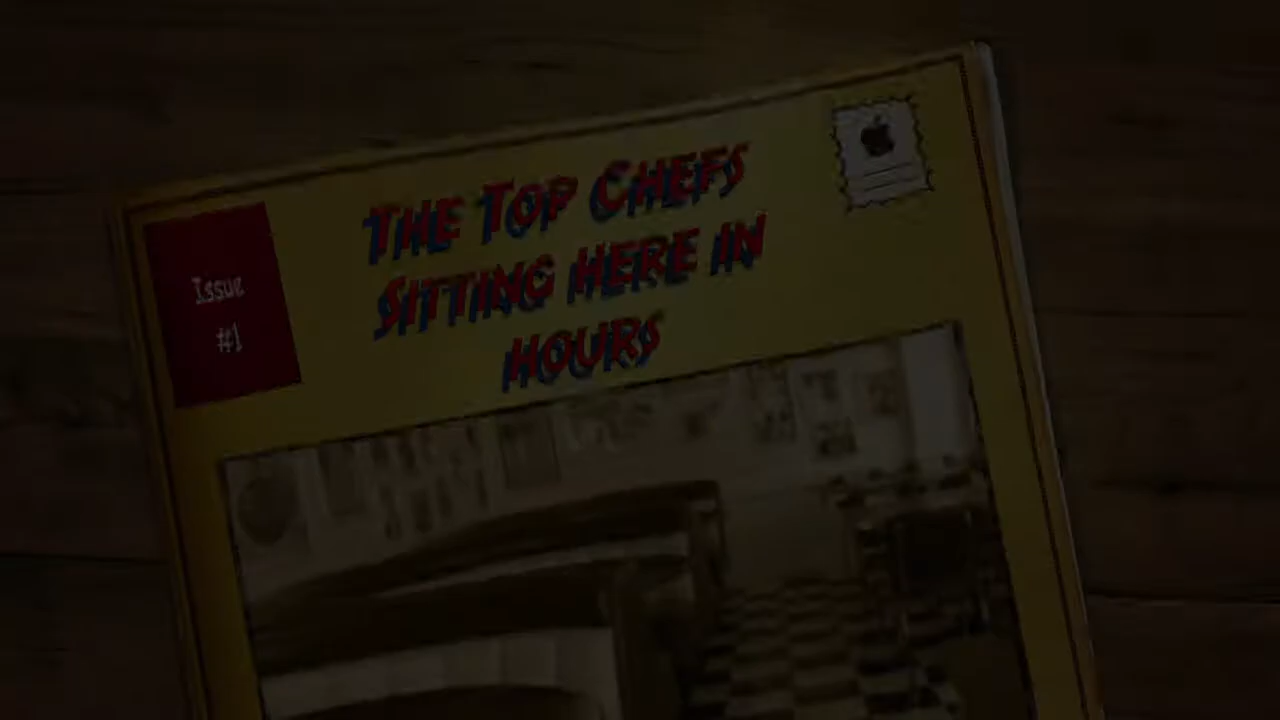 Issue
#1
THE TOP CHEFS
SITTING HERE IN
HOURS